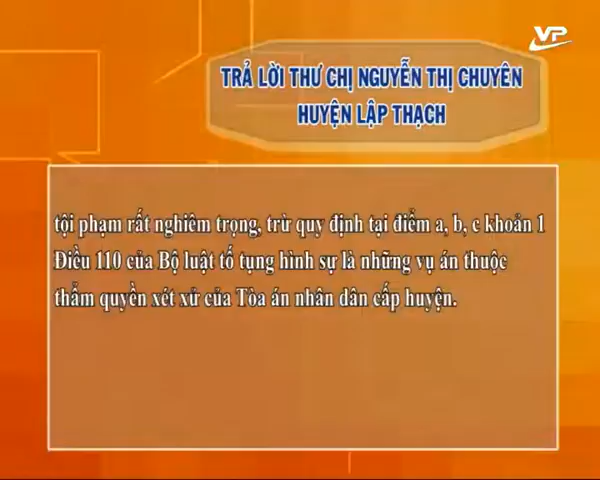 VP
TRẢ LỜI THƯ CHỊ NGUYỄN THỊ CHUYÊN
HUYỆN LẬP THẠCH
tội phạm rất nghiêm trọng, trừ quy định tại điểm a, b, c khoản 1
Điều 110 của Bộ luật tố tụng hình sự là những vụ án thuộc
thẩm quyền xét xử của Tòa án nhân dân cấp huyện.